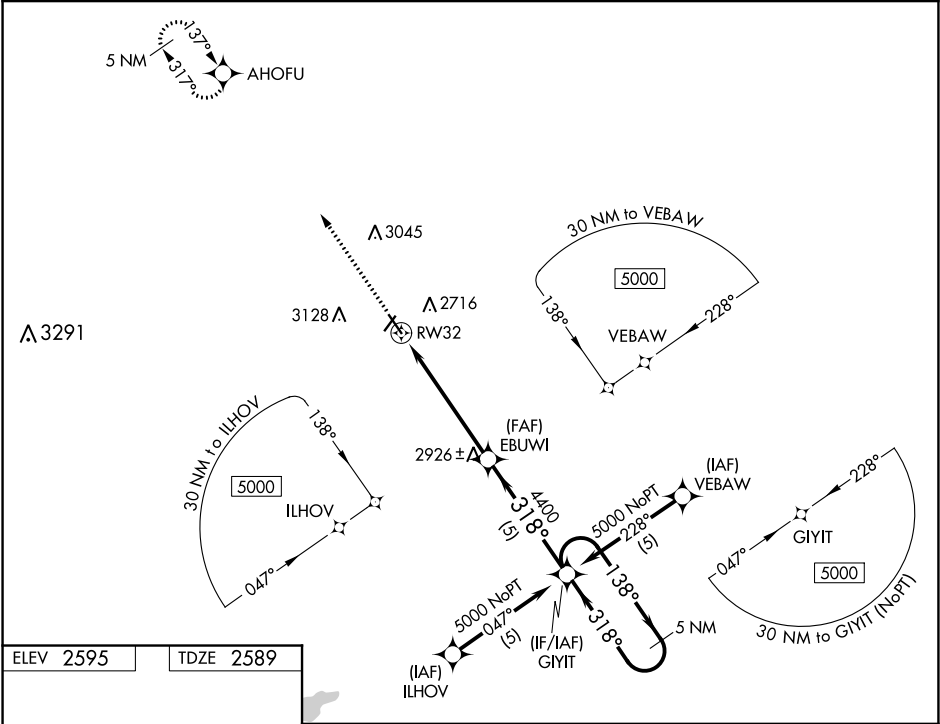 137°
5 NM
317°
AHOFU
30 NM to VEBAW
5000
138°
228°
VEBAW
3045
3128
2716
RW32
3291
30 NM to ILHOV
138°
5000
ILHOV
047°
(FAF)
EBUWI
2926±
4400
318°
(5)
(IAF)
VEBAW
5000 NoPT
228°
(5)
228°
GIYIT
047°
5000
30 NM to GIYIT (NoPT)
138°
318°
5 NM
5000 NoPT
047°
(5)
(IF/IAF)
GIYIT
(IAF)
ILHOV
ELEV 2595
TDZE 2589